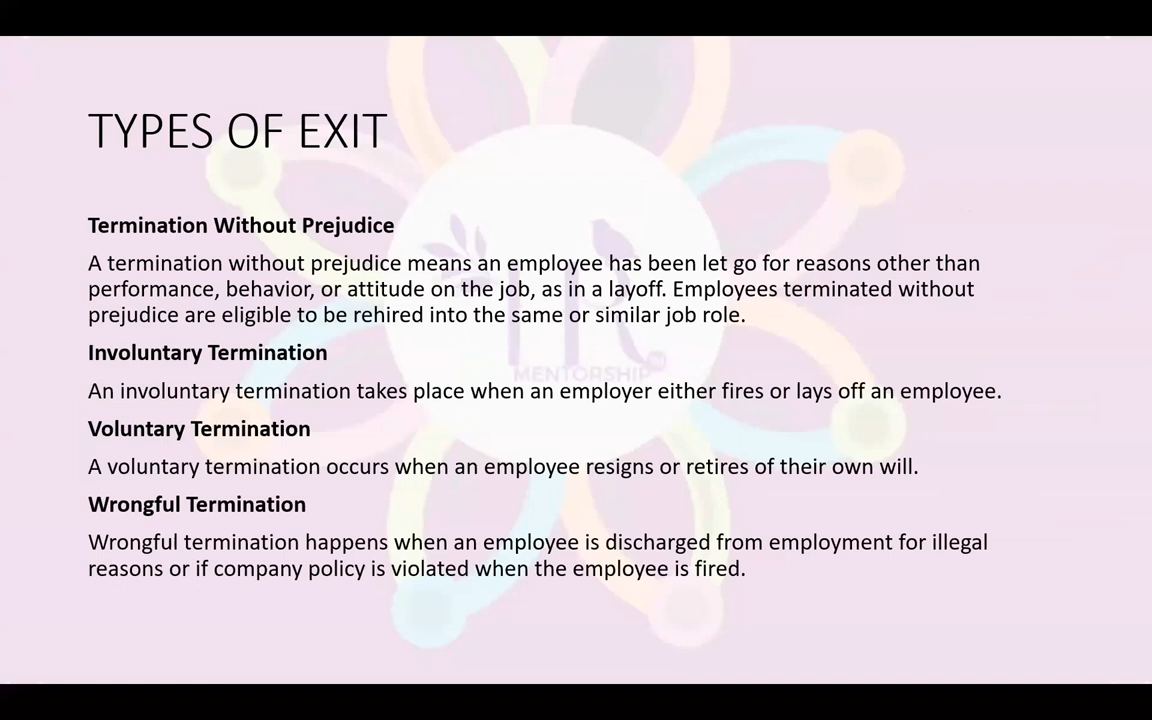 TYPES OF EXIT
Termination Without Prejudice
A termination without prejudice means an employee has been let go for reasons other than
performance, behavior, or attitude on the job, as in a layoff. Employees terminated without
prejudice are eligible to be rehired into the same or similar job role.
Involuntary Termination
An involuntary termination takes place when an employer either fires or lays off an employee.
Voluntary Termination
A voluntary termination occurs when an employee resigns or retires of their own will.
Wrongful Termination
Wrongful termination happens when an employee is discharged from employment for illegal
reasons or if company policy is violated when the employee is fired.
MENTORSHIP